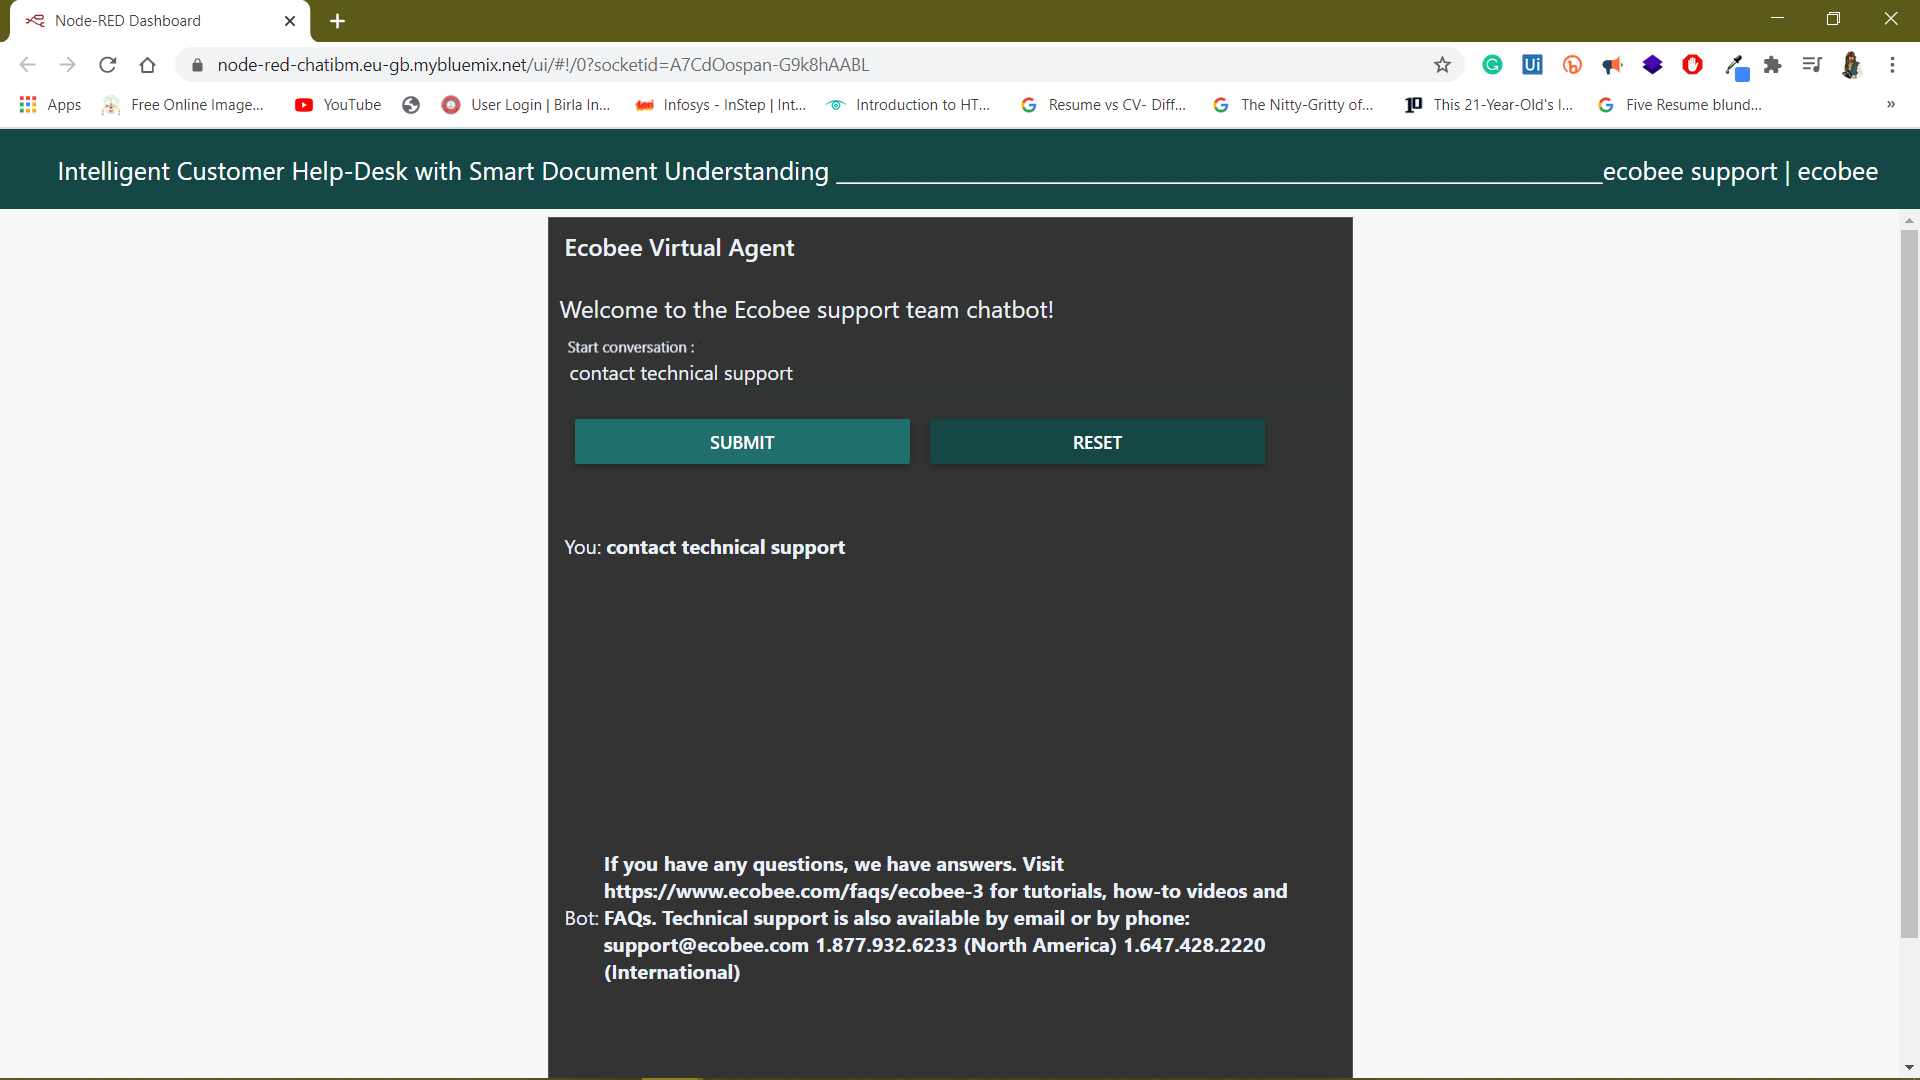 Node-RED Dashboard
node-red-chatibm.eu-gb.mybluemix.net/ui/#!/0?socketid=A7CdOospan-G9k8hAABL
Ui
Apps Free Online Image... YouTube User Login | Birla In... Infosys - InStep | Int... Introduction to HT... Resume vs CV- Diff... The Nitty-Gritty of... This 21-Year-Old's I... Five Resume blund... »
Intelligent Customer Help-Desk with Smart Document Understanding ____________________________________________________________ecobee support | ecobee
Ecobee Virtual Agent
Welcome to the Ecobee support team chatbot!
Start conversation :
contact technical support
SUBMIT RESET
You: contact technical support
If you have any questions, we have answers. Visit
https://www.ecobee.com/faqs/ecobee-3 for tutorials, how-to videos and
Bot: FAQs. Technical support is also available by email or by phone:
support@ecobee.com 1.877.932.6233 (North America) 1.647.428.2220
(International)